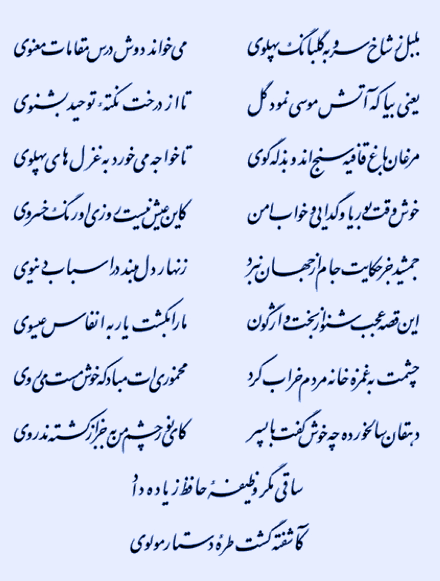 بلبل ز شاخ سرو به گلبانگ پهلوی می‌خواند دوش درس مقامات معنوی
یعنی بیا که آتش موسی نمود گل تا از درخت نکتهٔ توحید بشنوی
مرغان باغ قافیه سنجند و بذله گوی تا خواجه می خورد به غزل های پهلوی
خوش وقت بوریا و گدایی و خواب امن کاین عیش نیست روزی اورنگ خسروی
جمشید جز حکایت جام از جهان نبرد زنهار دل مبند در اسباب دنیوی
این قصه عجب شنو از بخت واژگون ما را بکشت یار به انفاس عیسوی
چشمت به غمزه خانه مردم خراب کرد مخموریت مباد که خوش مست می روی
دهقان سالخورده چه خوش گفت با پسر کای نور چشم من به جز از کشته ندروی
ساقی مگر وظیفهٔ حافظ زیاده داد
کآشفته گشت طرهٔ دستار مولوی